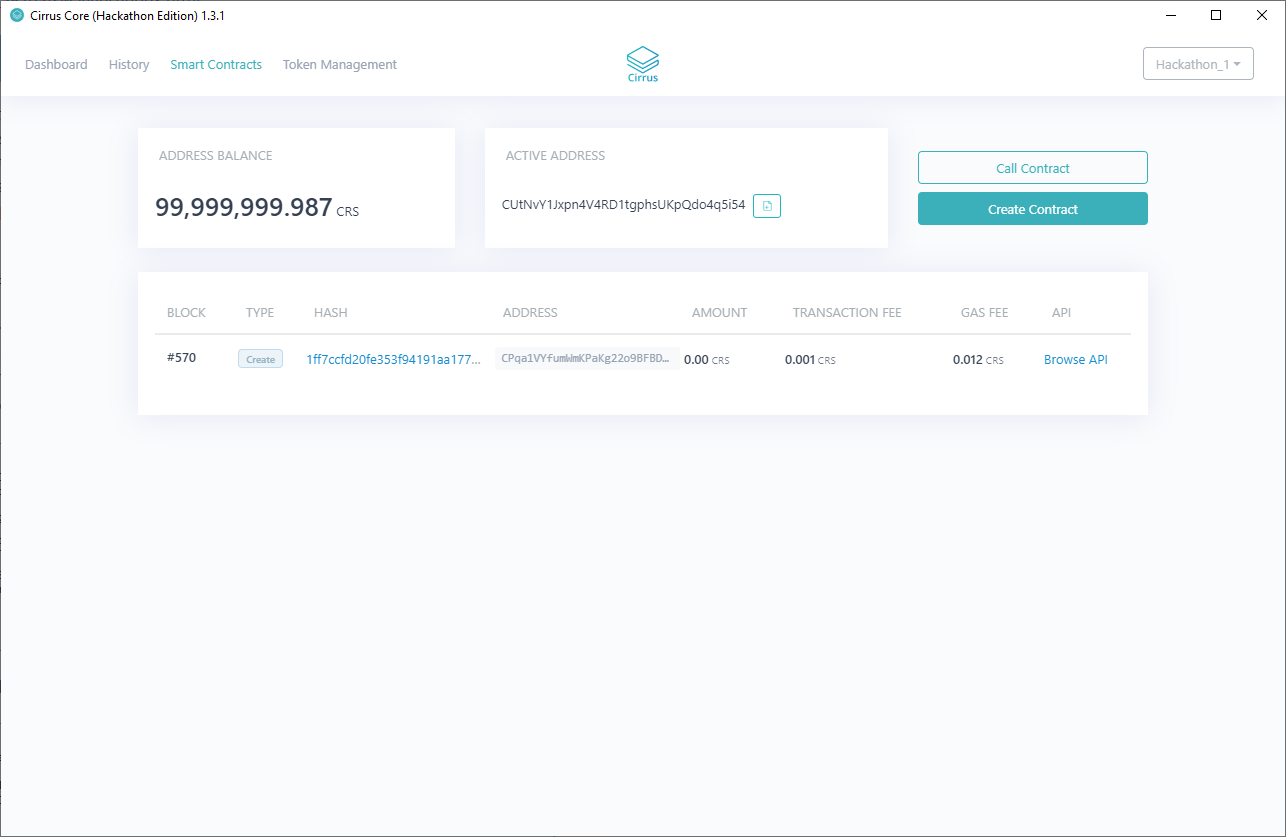 Cirrus Core (Hackathon Edition) 1.3.1
Dashboard History Smart Contracts Token Management
Cirrus
Hackathon_1
ADDRESS BALANCE
99,999,999.987 CRS
ACTIVE ADDRESS
CUtNvY1Jxpn4V4RD1tgphsUKpQdo4q5i54
Call Contract
Create Contract
BLOCK TYPE HASH ADDRESS AMOUNT TRANSACTION FEE GAS FEE API
#570 Create 1ff7ccfd20fe353f94191aa177... CPqa1VYfumWmKPaKg22o9BFBD... 0.00 CRS 0.001 CRS 0.012 CRS Browse API